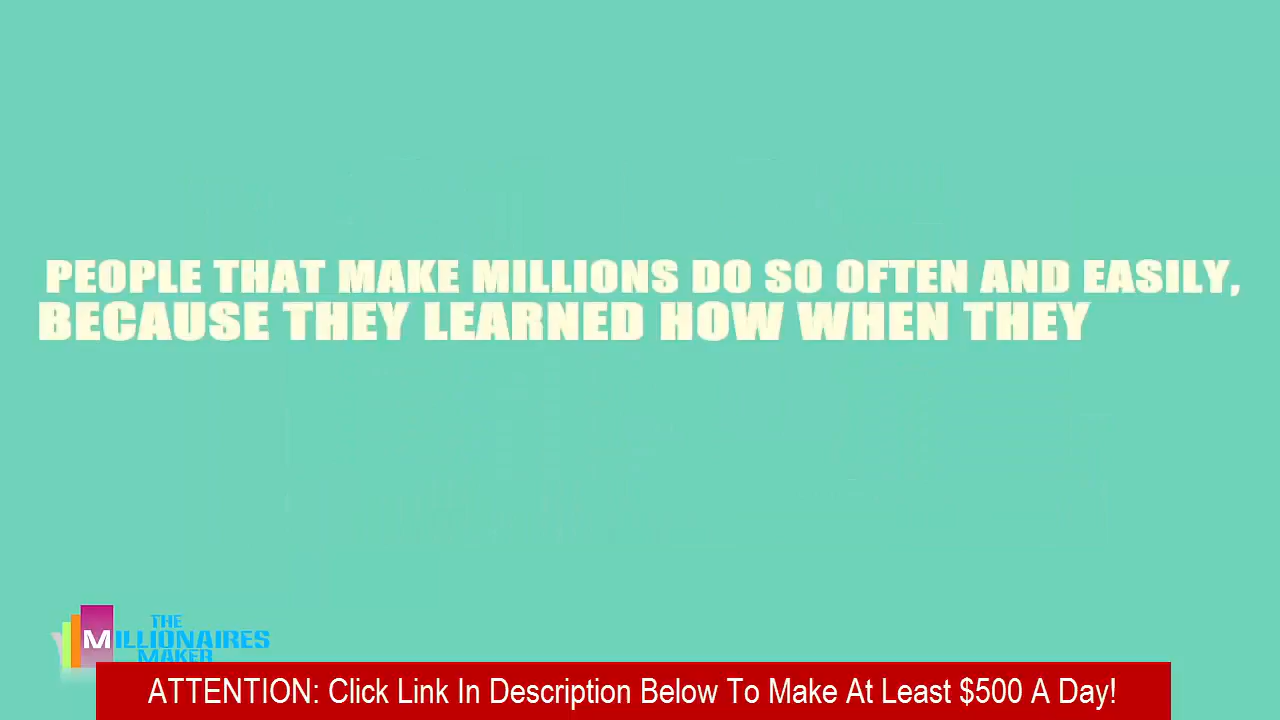 PEOPLE THAT MAKE MILLIONS DO SO OFTEN AND EASILY,
BECAUSE THEY LEARNED HOW WHEN THEY
THE
MILLIONAIRES
MAKER
ATTENTION: Click Link In Description Below To Make At Least $500 A Day!